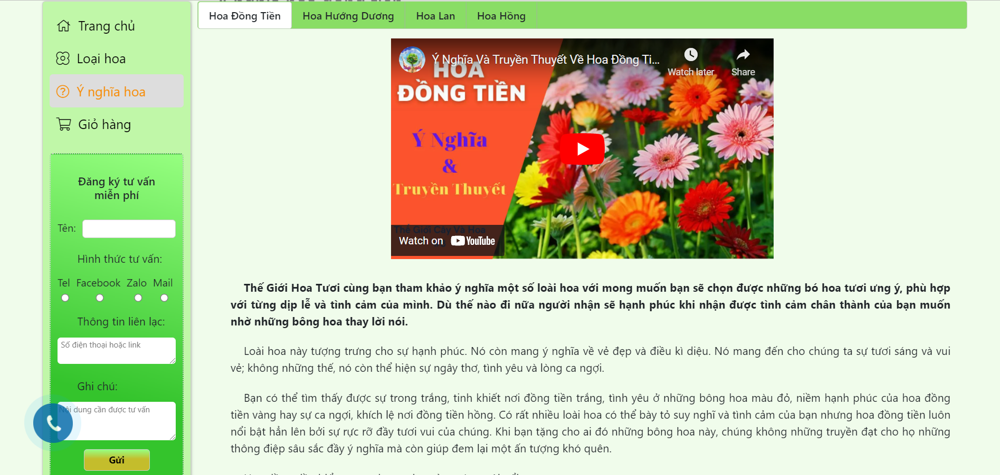 Trang chủ
Loại hoa
Ý nghĩa hoa
Giỏ hàng
Đăng ký tư vấn
miễn phí
Tên:
Hình thức tư vấn:
Tel Facebook Zalo Mail
Thông tin liên lạc:
Số điện thoại hoặc link
Ghi chú:
Nội dung cần được tư vấn
Gửi
Hoa Đồng Tiền Hoa Hướng Dương Hoa Lan Hoa Hồng
Ý Nghĩa Và Truyền Thuyết Về Hoa Đồng Ti...
Watch later Share
HOA
ĐỒNG TIỀN
Ý Nghĩa
&
Truyền Thuyết
Thế Giới Cây Và Hoa
Watch on YouTube
Thế Giới Hoa Tươi cùng bạn tham khảo ý nghĩa một số loài hoa với mong muốn bạn sẽ chọn được những bó hoa tươi ưng ý, phù hợp
với từng dịp lễ và tình cảm của mình. Dù thế nào đi nữa người nhận sẽ hạnh phúc khi nhận được tình cảm chân thành của bạn muốn
nhờ những bông hoa thay lời nói.
Loài hoa này tượng trưng cho sự hạnh phúc. Nó còn mang ý nghĩa về vẻ đẹp và điều kì diệu. Nó mang đến cho chúng ta sự tươi sáng và vui
vẻ; không những thế, nó còn thể hiện sự ngây thơ, tình yêu và lòng ca ngợi.
Bạn có thể tìm thấy được sự trong trắng, tinh khiết nơi đồng tiền trắng, tình yêu ở những bông hoa màu đỏ, niềm hạnh phúc của hoa đồng
tiền vàng hay sự ca ngợi, khích lệ nơi đồng tiền hồng. Có rất nhiều loài hoa có thể bày tỏ suy nghĩ và tình cảm của bạn nhưng hoa đồng tiền luôn
nổi bật hẳn lên bởi sự rực rỡ đầy tươi vui của chúng. Khi bạn tặng cho ai đó những bông hoa này, chúng không những truyền đạt cho họ những
thông điệp sâu sắc đầy ý nghĩa mà còn giúp đem lại một ấn tượng khó quên.